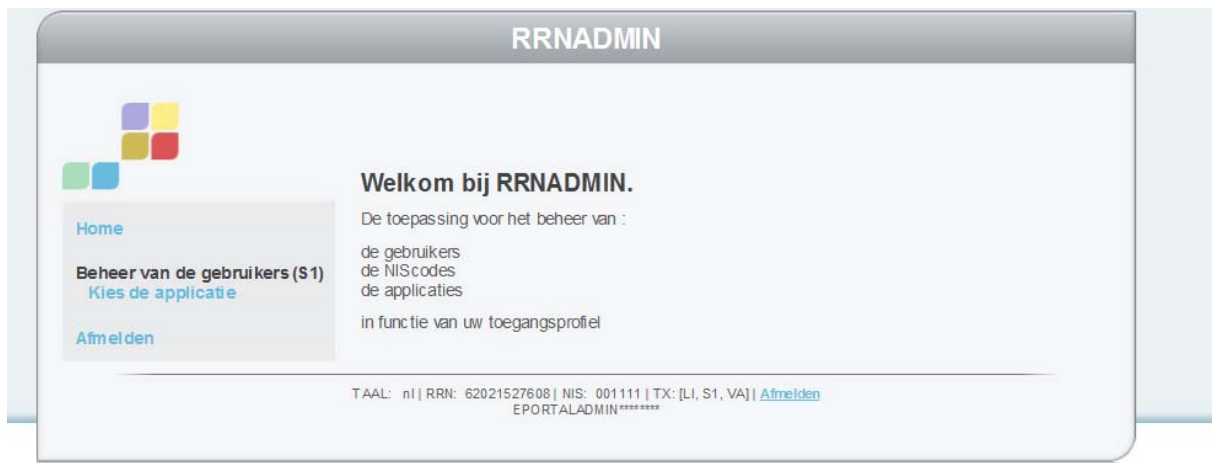 RRNADMIN
Home
Beheer van de gebruikers (S1)
Kies de applicatie
Afmelden
Welkom bij RRNADMIN.
De toepassing voor het beheer van :
de gebruikers
de NIScodes
de applicaties
in functie van uw toegangsprofiel
TAAL: nl | RRN: 62021527608 | NIS: 001111 | TX: [LI, S1, VA] | Afmelden
EPORTALADMIN********